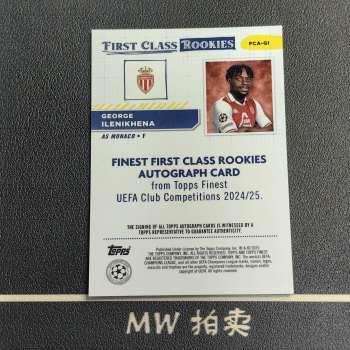 FIRST CLASS ROOKIES
FCA-GI
GEORGE
ILENIKHENA
AS MONACO • F
FINEST FIRST CLASS ROOKIES
AUTOGRAPH CARD
from Topps Finest
UEFA Club Competitions 2024/25.
THE SIGNING OF ALL TOPPS AUTOGRAPH CARDS IS WITNESSED BY A
TOPPS REPRESENTATIVE TO GUARANTEE AUTHENTICITY.
TOPPS
CHAMPIONS
LEAGUE
MW 拍卖